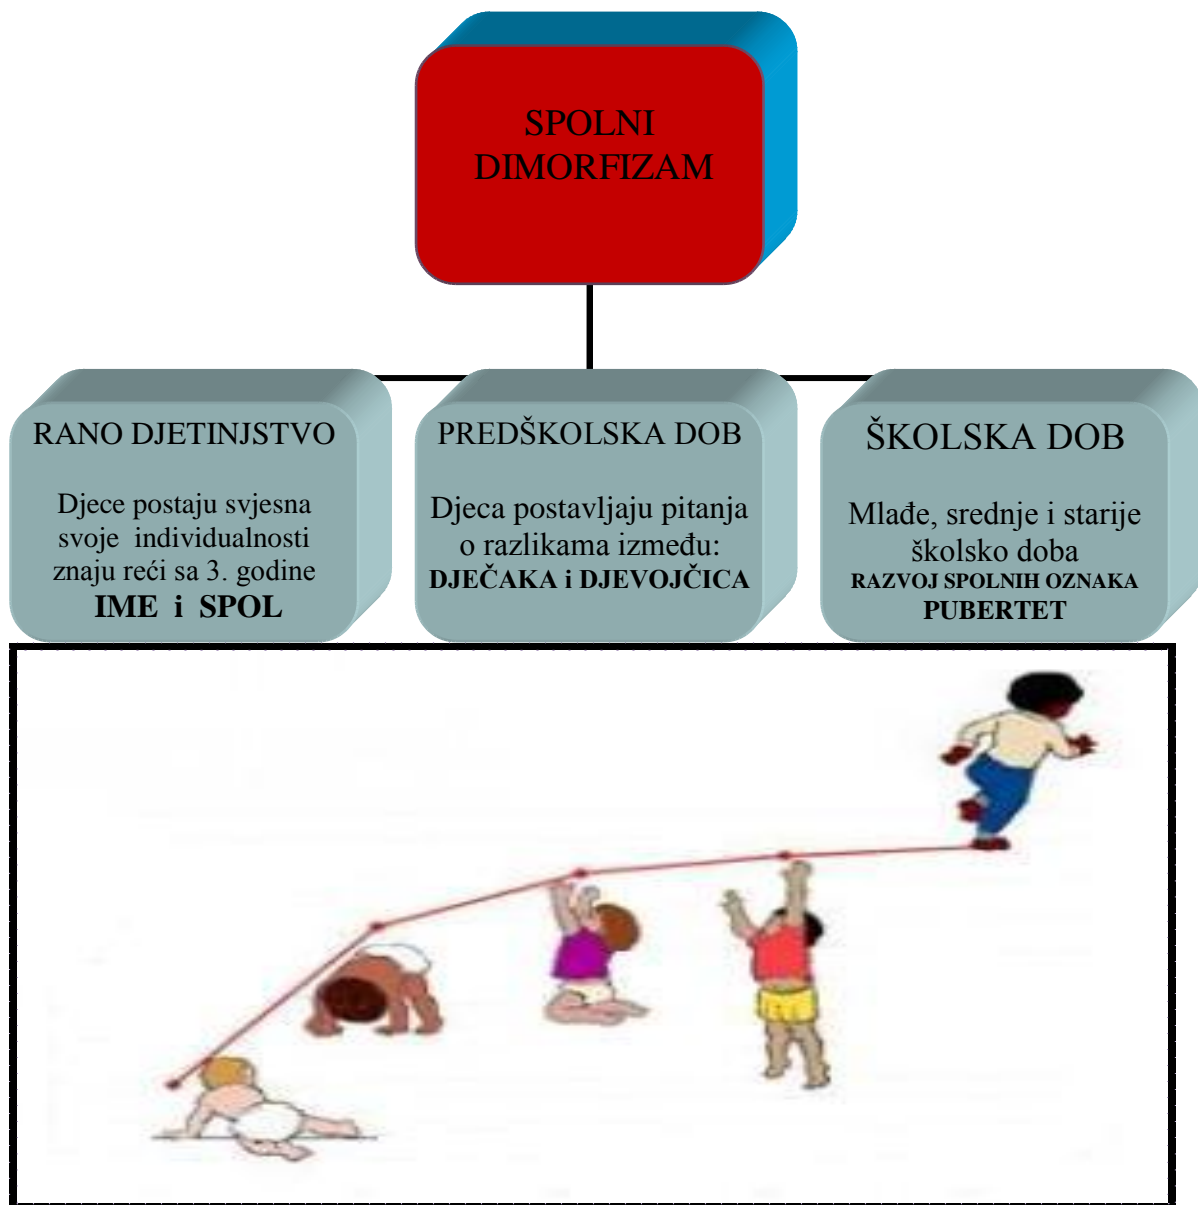 SPOLNI
DIMORFIZAM
RANO DJETINJSTVO
Djece postaju svjesna
svoje individualnosti
znaju reći sa 3. godine
IME i SPOL
PREDŠKOLSKA DOB
Djeca postavljaju pitanja
o razlikama između:
DJEČAKA i DJEVOJČICA
ŠKOLSKA DOB
Mlađe, srednje i starije
školsko doba
RAZVOJ SPOLNIH OZNAKA
PUBERTET